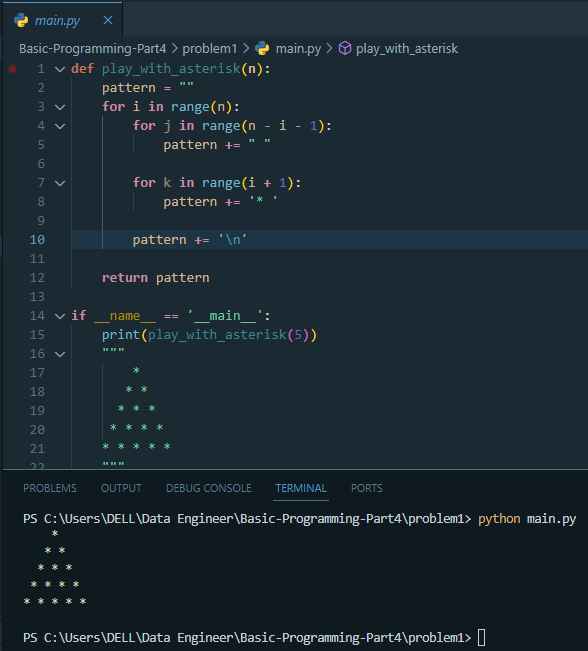 main.py ×
Basic-Programming-Part4 > problem1 > main.py > play_with_asterisk
1 def play_with_asterisk(n):
2     pattern = ""
3     for i in range(n):
4         for j in range(n - i - 1):
5             pattern += " "
6
7         for k in range(i + 1):
8             pattern += '* '
9
10         pattern += '\n'
11
12     return pattern
13
14 if __name__ == '__main__':
15     print(play_with_asterisk(5))
16     """
17         *
18        * *
19       * * *
20      * * * *
21     * * * * *
22     """
PROBLEMS OUTPUT DEBUG CONSOLE TERMINAL PORTS
PS C:\Users\DELL\Data Engineer\Basic-Programming-Part4\problem1> python main.py
    *
   * *
  * * *
 * * * *
* * * * *
PS C:\Users\DELL\Data Engineer\Basic-Programming-Part4\problem1>